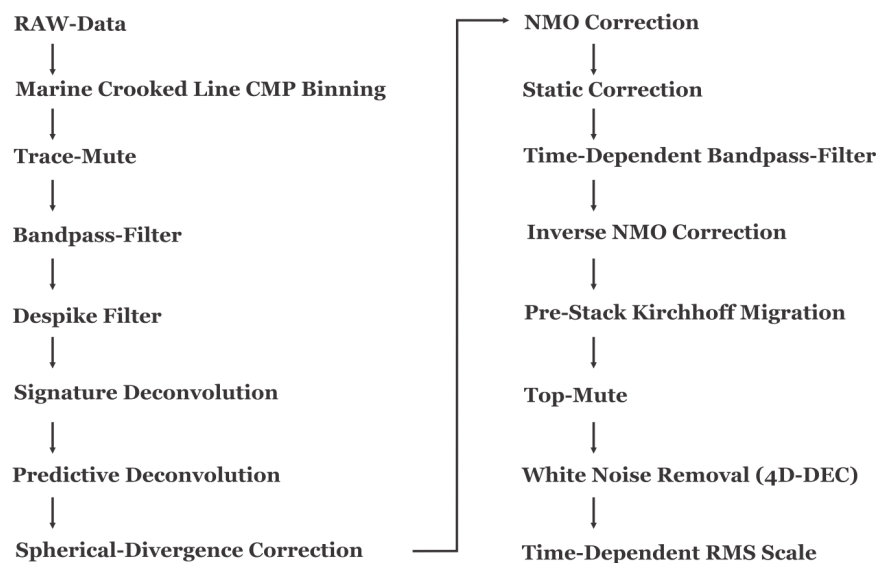 RAW-Data
Marine Crooked Line CMP Binning
Trace-Mute
Bandpass-Filter
Despike Filter
Signature Deconvolution
Predictive Deconvolution
Spherical-Divergence Correction
NMO Correction
Static Correction
Time-Dependent Bandpass-Filter
Inverse NMO Correction
Pre-Stack Kirchhoff Migration
Top-Mute
White Noise Removal (4D-DEC)
Time-Dependent RMS Scale